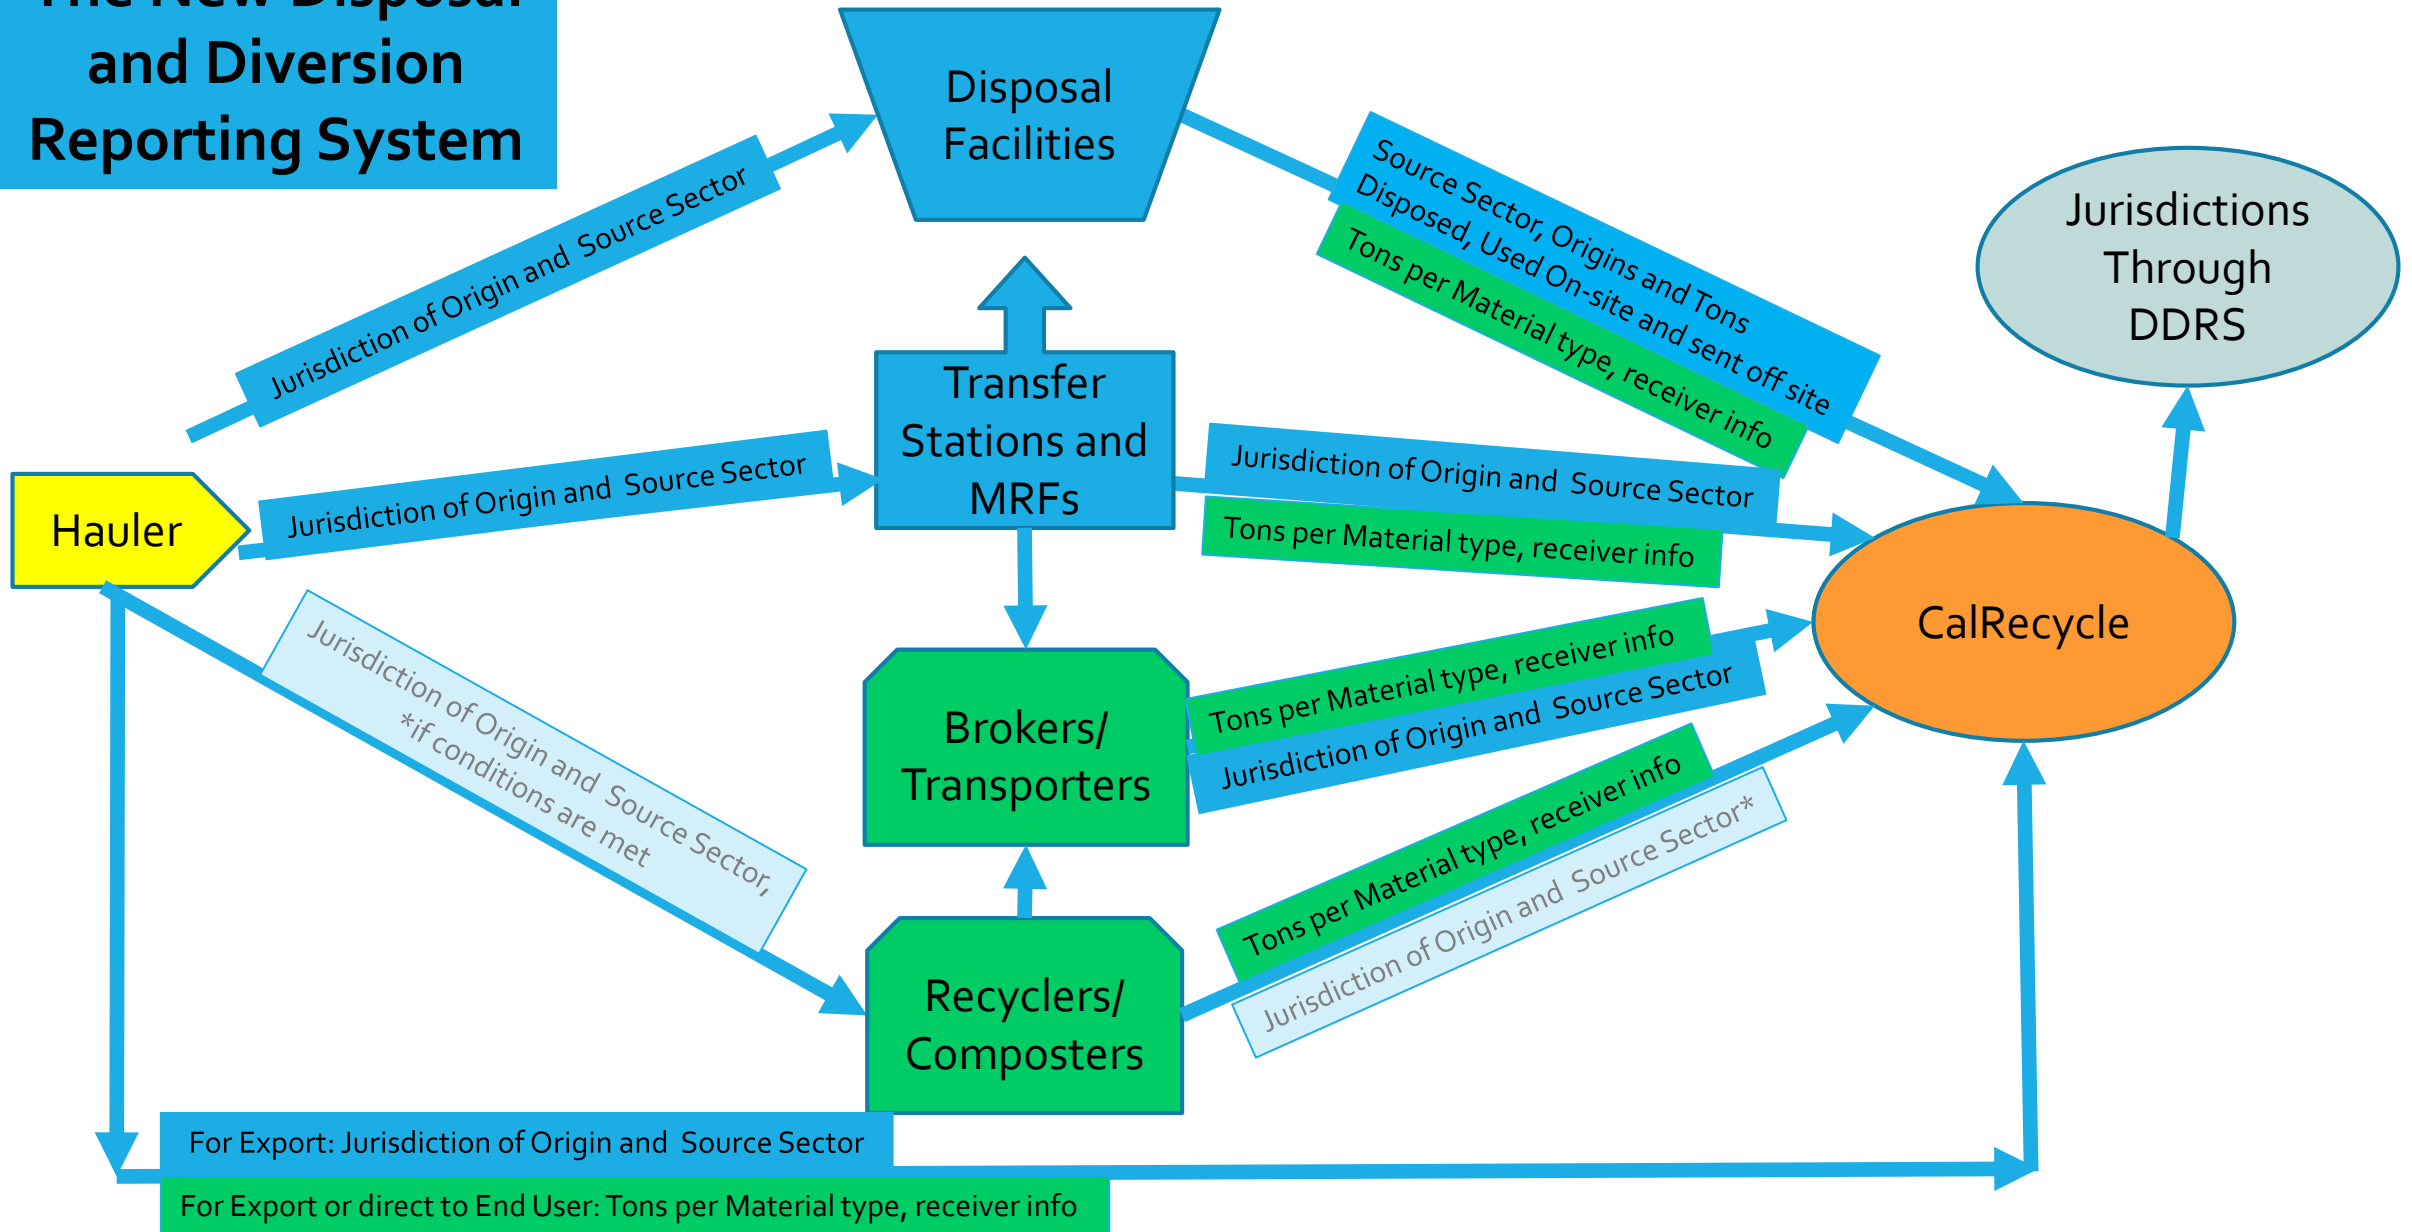 The New Disposal
and Diversion
Reporting System
Disposal
Facilities
Jurisdiction of Origin and Source Sector
Source Sector, Origins and Tons
Disposed, Used On-site and sent off site
Tons per Material type, receiver info
Jurisdictions
Through
DDRS
Transfer
Stations and
MRFs
Jurisdiction of Origin and Source Sector
Jurisdiction of Origin and Source Sector
Tons per Material type, receiver info
Hauler
CalRecycle
Jurisdiction of Origin and Source Sector,
*if conditions are met
Brokers/
Transporters
Tons per Material type, receiver info
Jurisdiction of Origin and Source Sector
Recyclers/
Composters
Tons per Material type, receiver info
Jurisdiction of Origin and Source Sector*
For Export: Jurisdiction of Origin and Source Sector
For Export or direct to End User: Tons per Material type, receiver info